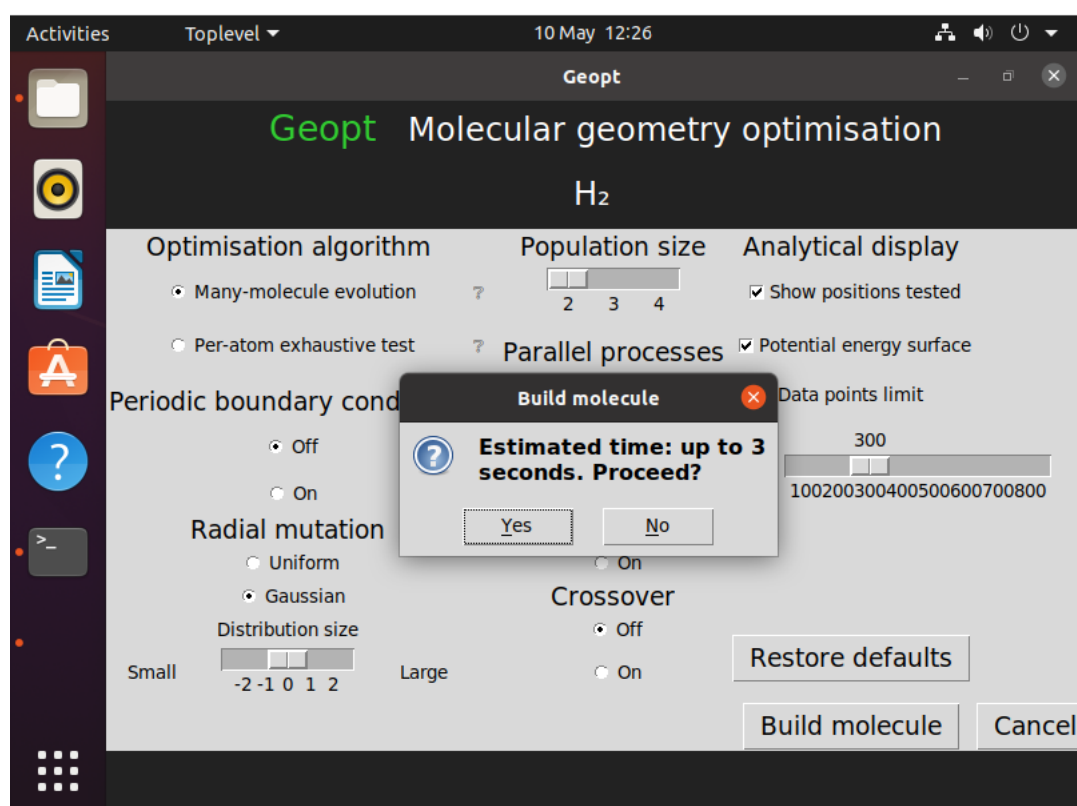 Activities Toplevel 10 May 12:26
Geopt
Geopt Molecular geometry optimisation
H₂
Optimisation algorithm Population size Analytical display
Many-molecule evolution ? Show positions tested
2 3 4
Per-atom exhaustive test ? Parallel processes Potential energy surface
Periodic boundary cond Build molecule Data points limit
Off Estimated time: up to 3 300
seconds. Proceed?
On 100200300400500600700800
Yes No
Radial mutation
Uniform On
Gaussian Crossover
Distribution size Off
Restore defaults
Small Large On
-2 -1 0 1 2
Build molecule Cancel